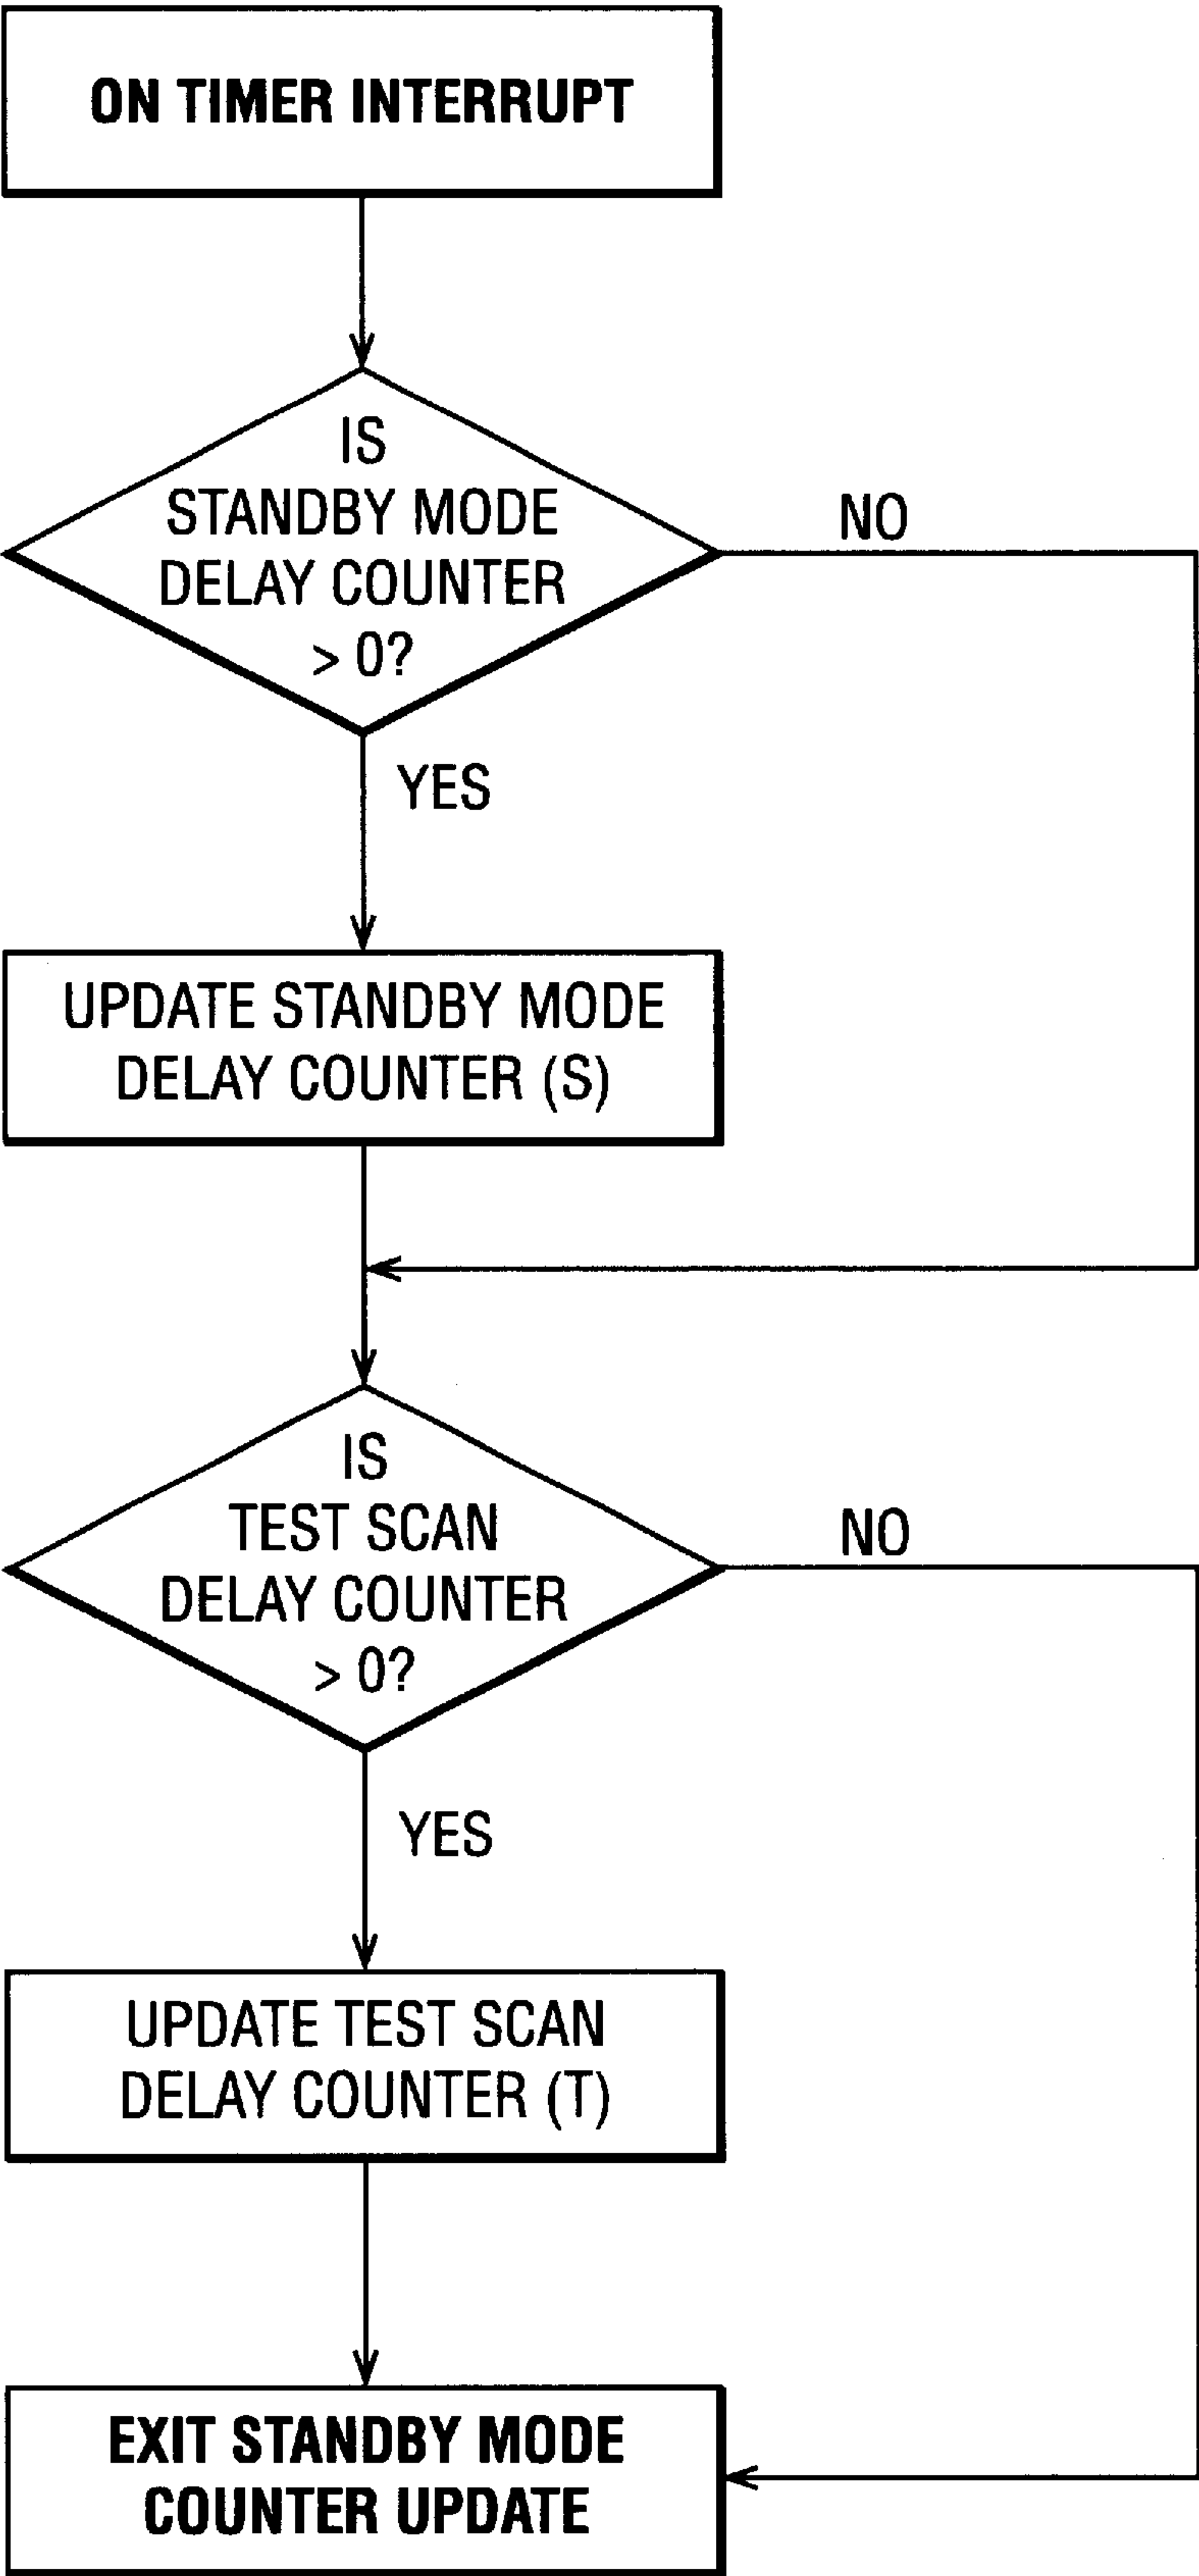 ON TIMER INTERRUPT
IS
STANDBY MODE
DELAY COUNTER
> 0?
NO
YES
UPDATE STANDBY MODE
DELAY COUNTER (S)
IS
TEST SCAN
DELAY COUNTER
> 0?
NO
YES
UPDATE TEST SCAN
DELAY COUNTER (T)
EXIT STANDBY MODE
COUNTER UPDATE